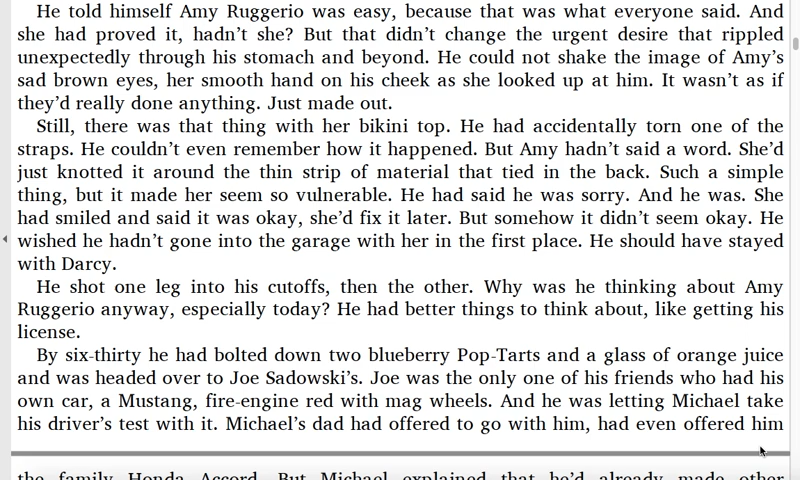 He told himself Amy Ruggerio was easy, because that was what everyone said. And
she had proved it, hadn’t she? But that didn’t change the urgent desire that rippled
unexpectedly through his stomach and beyond. He could not shake the image of Amy’s
sad brown eyes, her smooth hand on his cheek as she looked up at him. It wasn’t as if
they’d really done anything. Just made out.
Still, there was that thing with her bikini top. He had accidentally torn one of the
straps. He couldn’t even remember how it happened. But Amy hadn’t said a word. She’d
just knotted it around the thin strip of material that tied in the back. Such a simple
thing, but it made her seem so vulnerable. He had said he was sorry. And he was. She
had smiled and said it was okay, she’d fix it later. But somehow it didn’t seem okay. He
wished he hadn’t gone into the garage with her in the first place. He should have stayed
with Darcy.
He shot one leg into his cutoffs, then the other. Why was he thinking about Amy
Ruggerio anyway, especially today? He had better things to think about, like getting his
license.
By six-thirty he had bolted down two blueberry Pop-Tarts and a glass of orange juice
and was headed over to Joe Sadowski’s. Joe was the only one of his friends who had his
own car, a Mustang, fire-engine red with mag wheels. And he was letting Michael take
his driver’s test with it. Michael’s dad had offered to go with him, had even offered him
the family Honda Accord. But Michael explained that he’d already made other